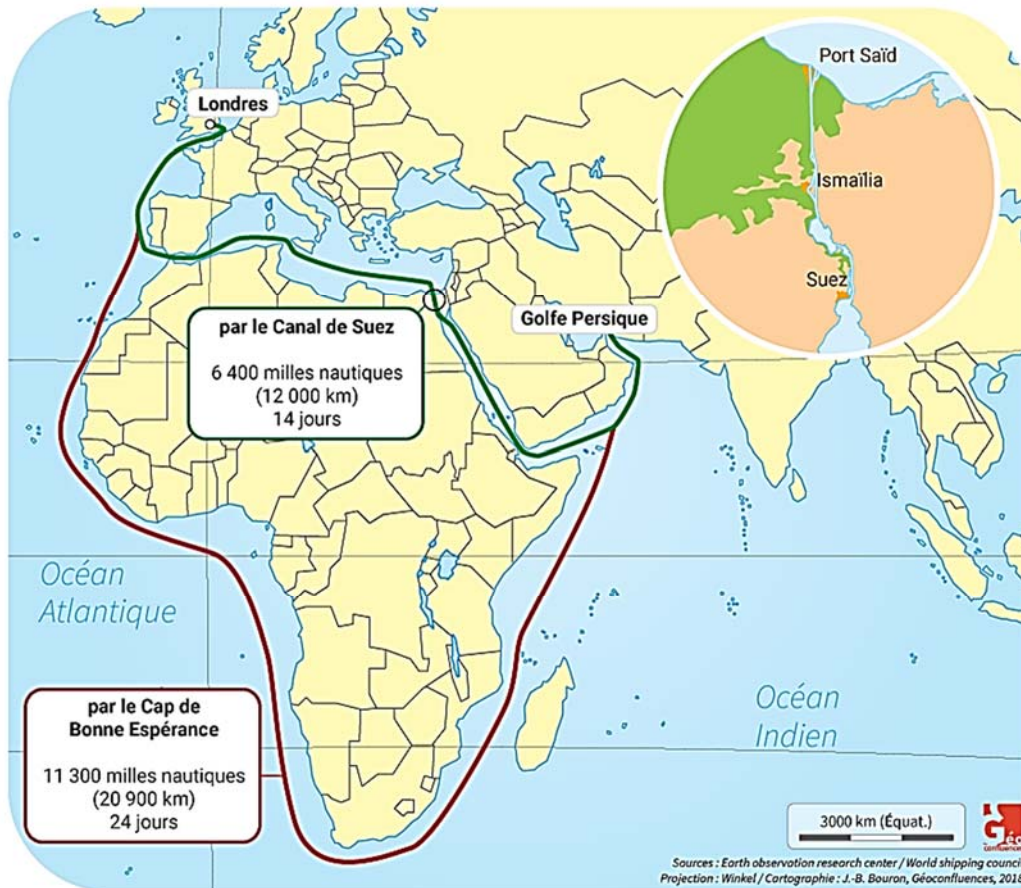 Londres
Port Saïd
Ismaïlia
Suez
Golfe Persique
par le Canal de Suez
6 400 milles nautiques
(12 000 km)
14 jours
Océan
Atlantique
par le Cap de
Bonne Espérance
11 300 milles nautiques
(20 900 km)
24 jours
Océan
Indien
3000 km (Équat.)
Géo
confluences
Sources : Earth observation research center / World shipping council
Projection : Winkel / Cartographie : J.-B. Bouron, Géoconfluences, 2018